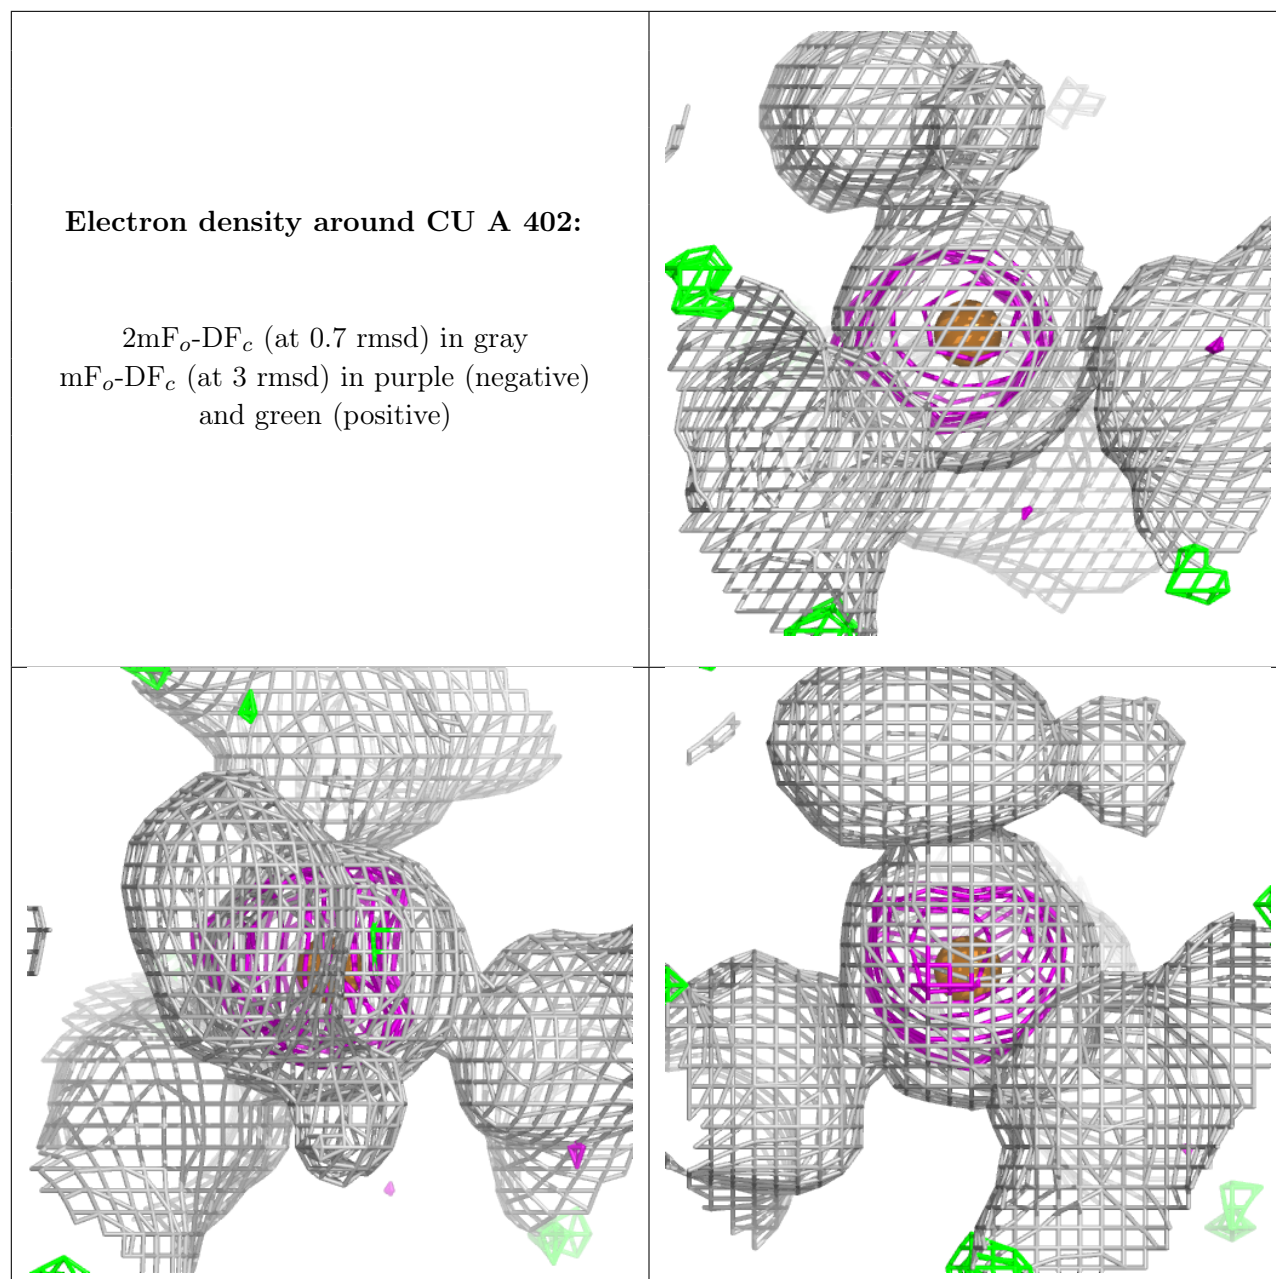 Electron density around CU A 402:
2mFo-DFc (at 0.7 rmsd) in gray
mFo-DFc (at 3 rmsd) in purple (negative)
and green (positive)